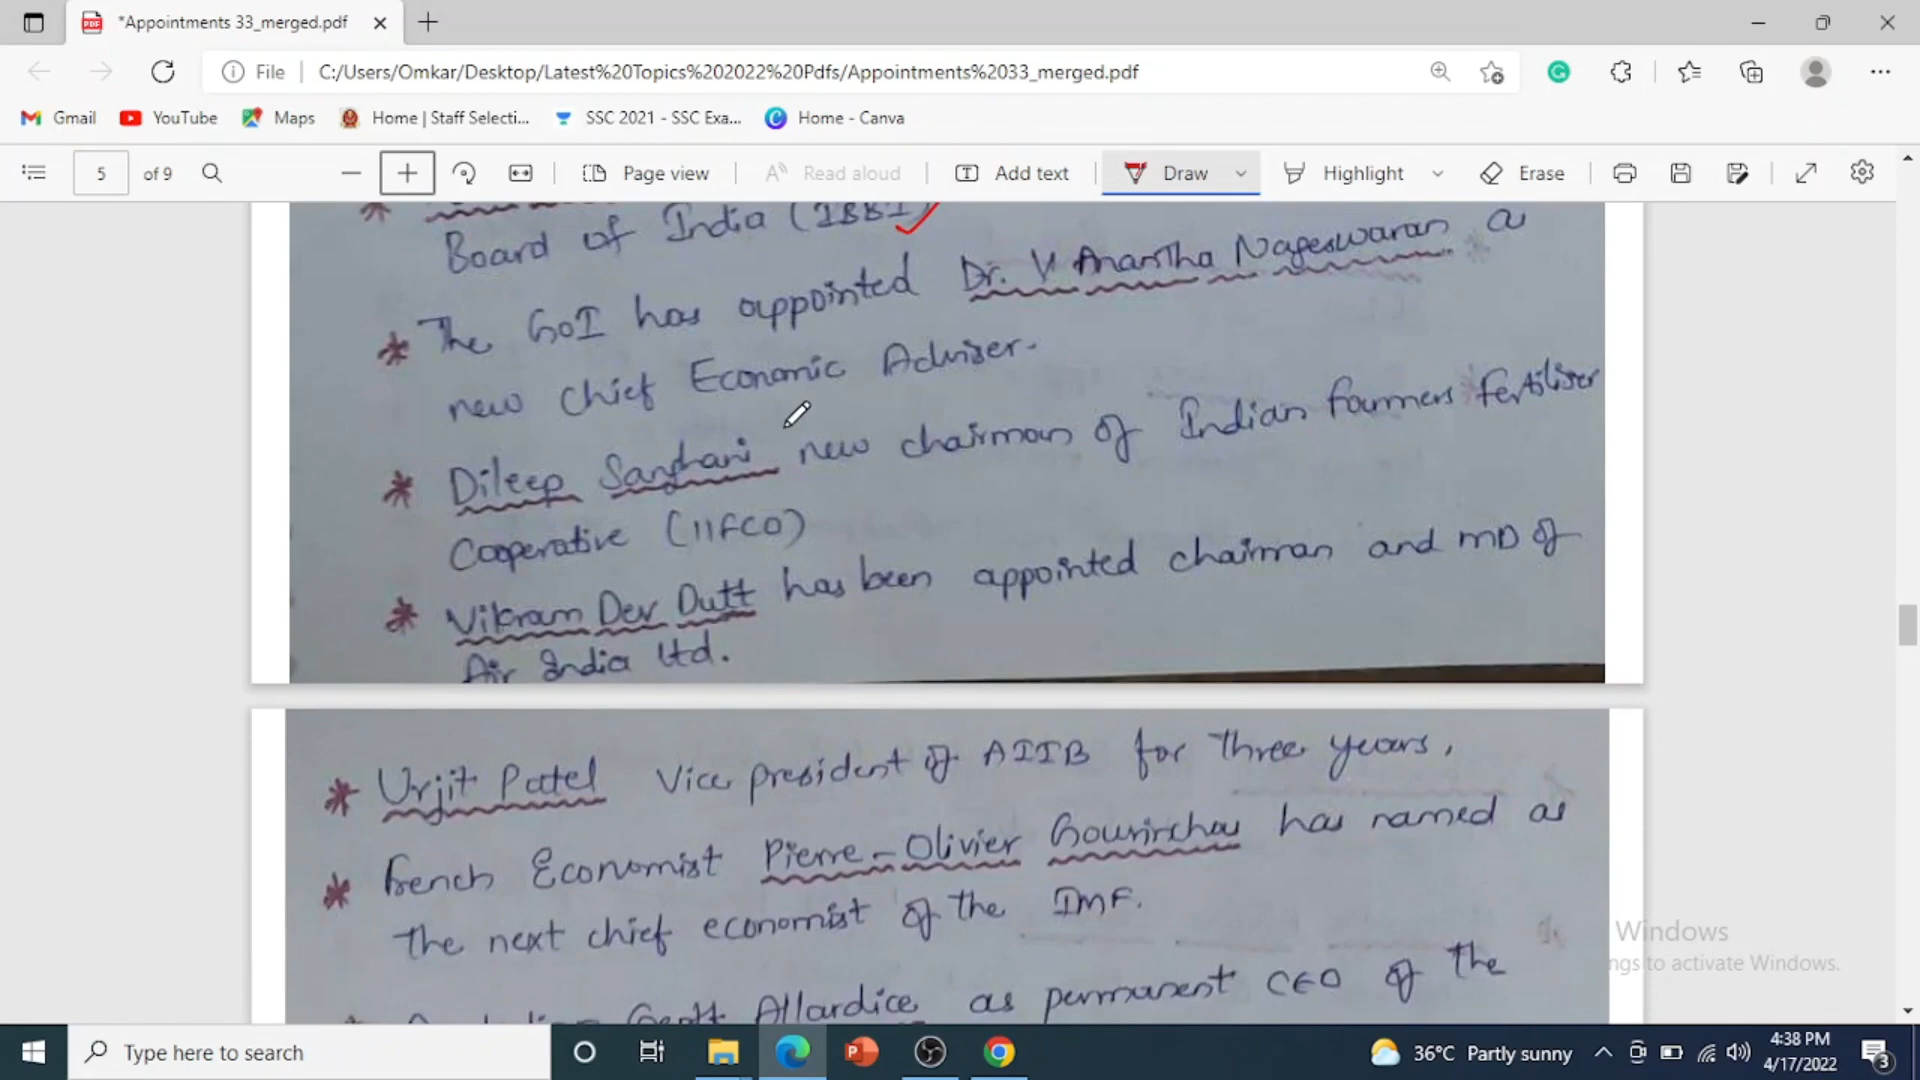 *Appointments 33_merged.pdf
File
C:/Users/Omkar/Desktop/Latest%20Topics%202022%20Pdfs/Appointments%2033_merged.pdf
Gmail
YouTube
Maps
Home | Staff Selecti...
SSC 2021 - SSC Exa...
Home - Canva
5 of 9
Page view
Read aloud
Add text
Draw
Highlight
Erase
Board of India (IBBI)
* The GoI has appointed Dr. V Anantha Nageswaran a
new chief Economic Adviser.
* Dileep Sanghani new chairman of Indian farmers fertiliser
Cooperative (IIFCO)
* Vikram Dev Dutt has been appointed chairman and MD of
Air India Ltd.
* Urjit Patel Vice president of AIIB for three years,
* French Economist Pierre-Olivier Gourinchas has named as
the next chief economist of the IMF.
Allardice as permanent CEO of the
Windows
ngs to activate Windows.
Type here to search
36°C Partly sunny
4:38 PM
4/17/2022
3